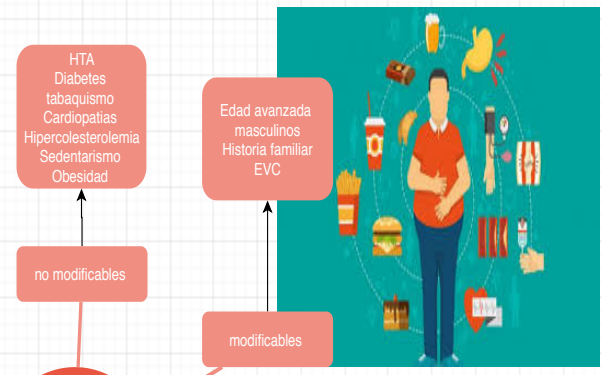 HTA
Diabetes
tabaquismo
Cardiopatias
Hipercolesterolemia
Sedentarismo
Obesidad
Edad avanzada
masculinos
Historia familiar
EVC
no modificables
modificables